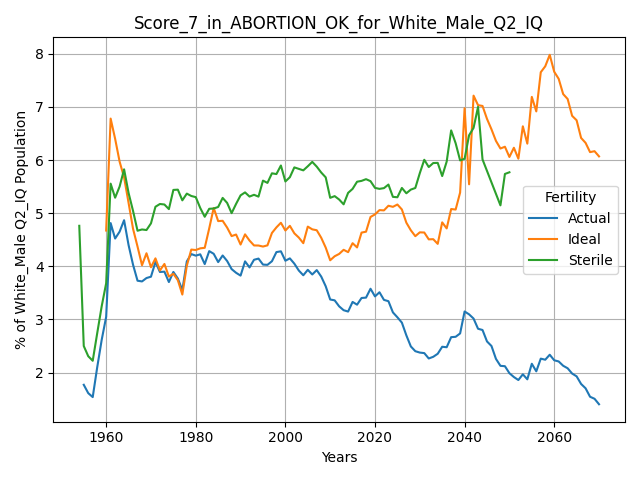 Score_7_in_ABORTION_OK_for_White_Male_Q2_IQ
% of White_Male Q2_IQ Population
8
7
6
5
4
3
2
Fertility
Actual
Ideal
Sterile
1960 1980 2000 2020 2040 2060
Years